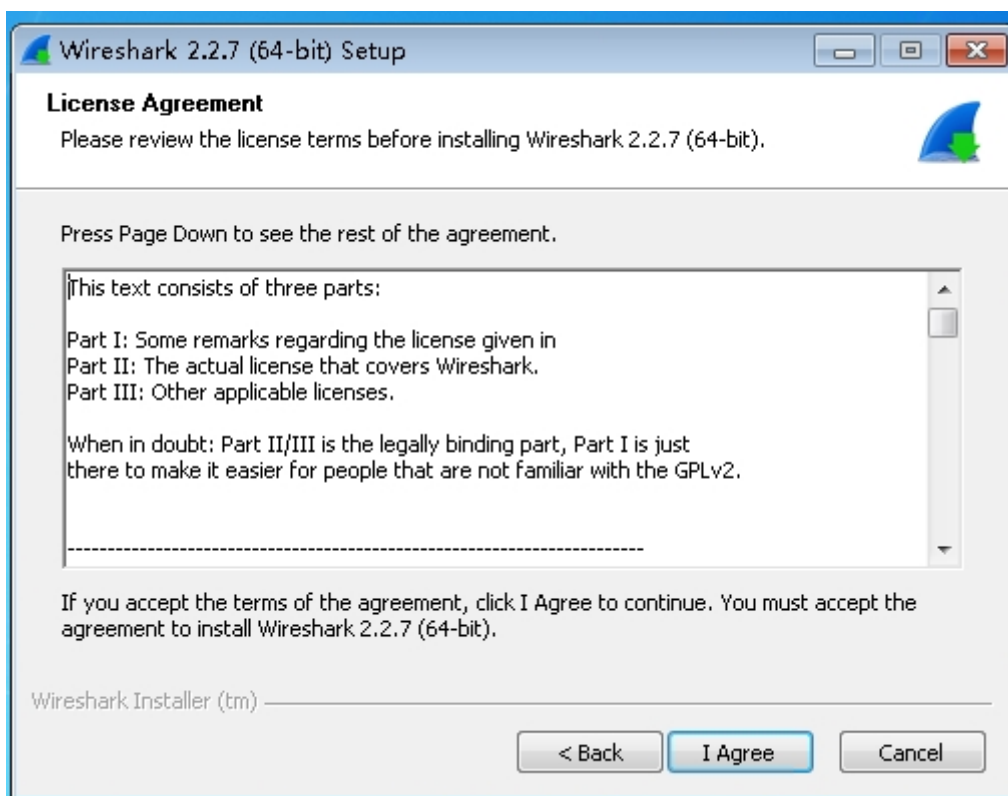 Wireshark 2.2.7 (64-bit) Setup
License Agreement
Please review the license terms before installing Wireshark 2.2.7 (64-bit).
Press Page Down to see the rest of the agreement.
This text consists of three parts:
Part I: Some remarks regarding the license given in
Part II: The actual license that covers Wireshark.
Part III: Other applicable licenses.
When in doubt: Part II/III is the legally binding part, Part I is just
there to make it easier for people that are not familiar with the GPLv2.
------------------------------------------------------------------------
If you accept the terms of the agreement, click I Agree to continue. You must accept the
agreement to install Wireshark 2.2.7 (64-bit).
Wireshark Installer (tm)
< Back
I Agree
Cancel